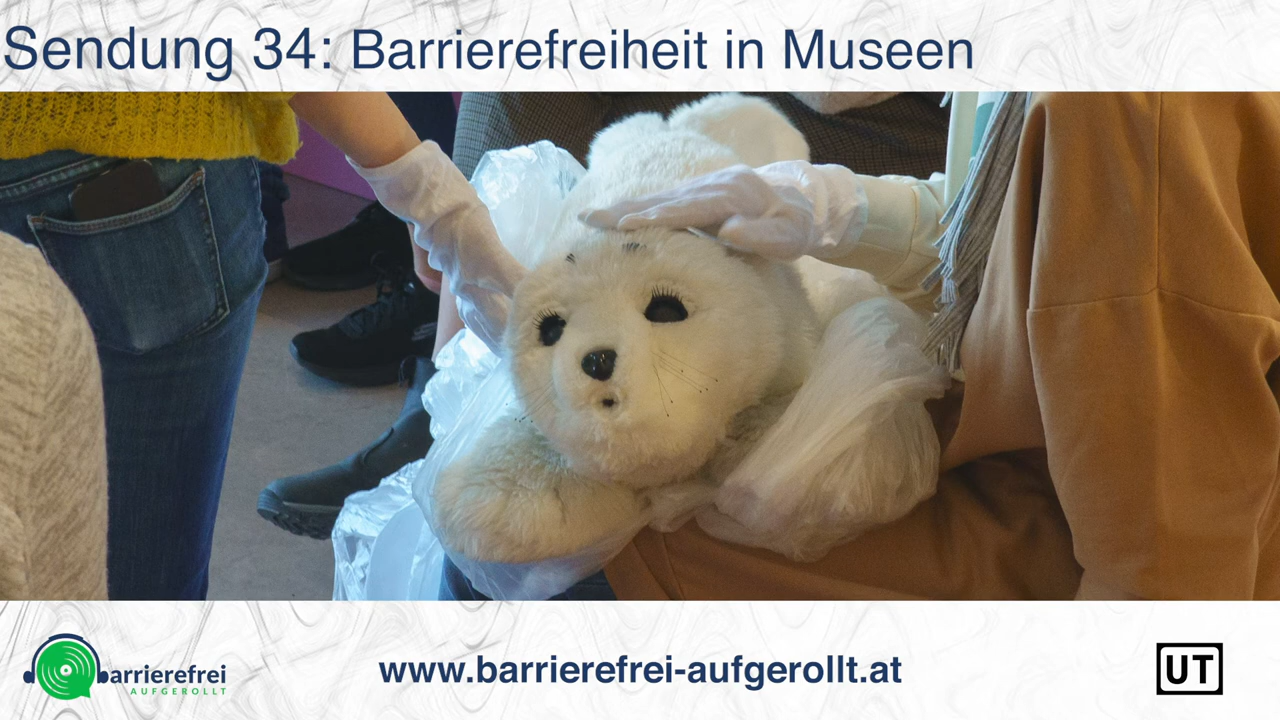 Sendung 34: Barrierefreiheit in Museen
barrierefrei
AUFGEROLLT
www.barrierefrei-aufgerollt.at
UT